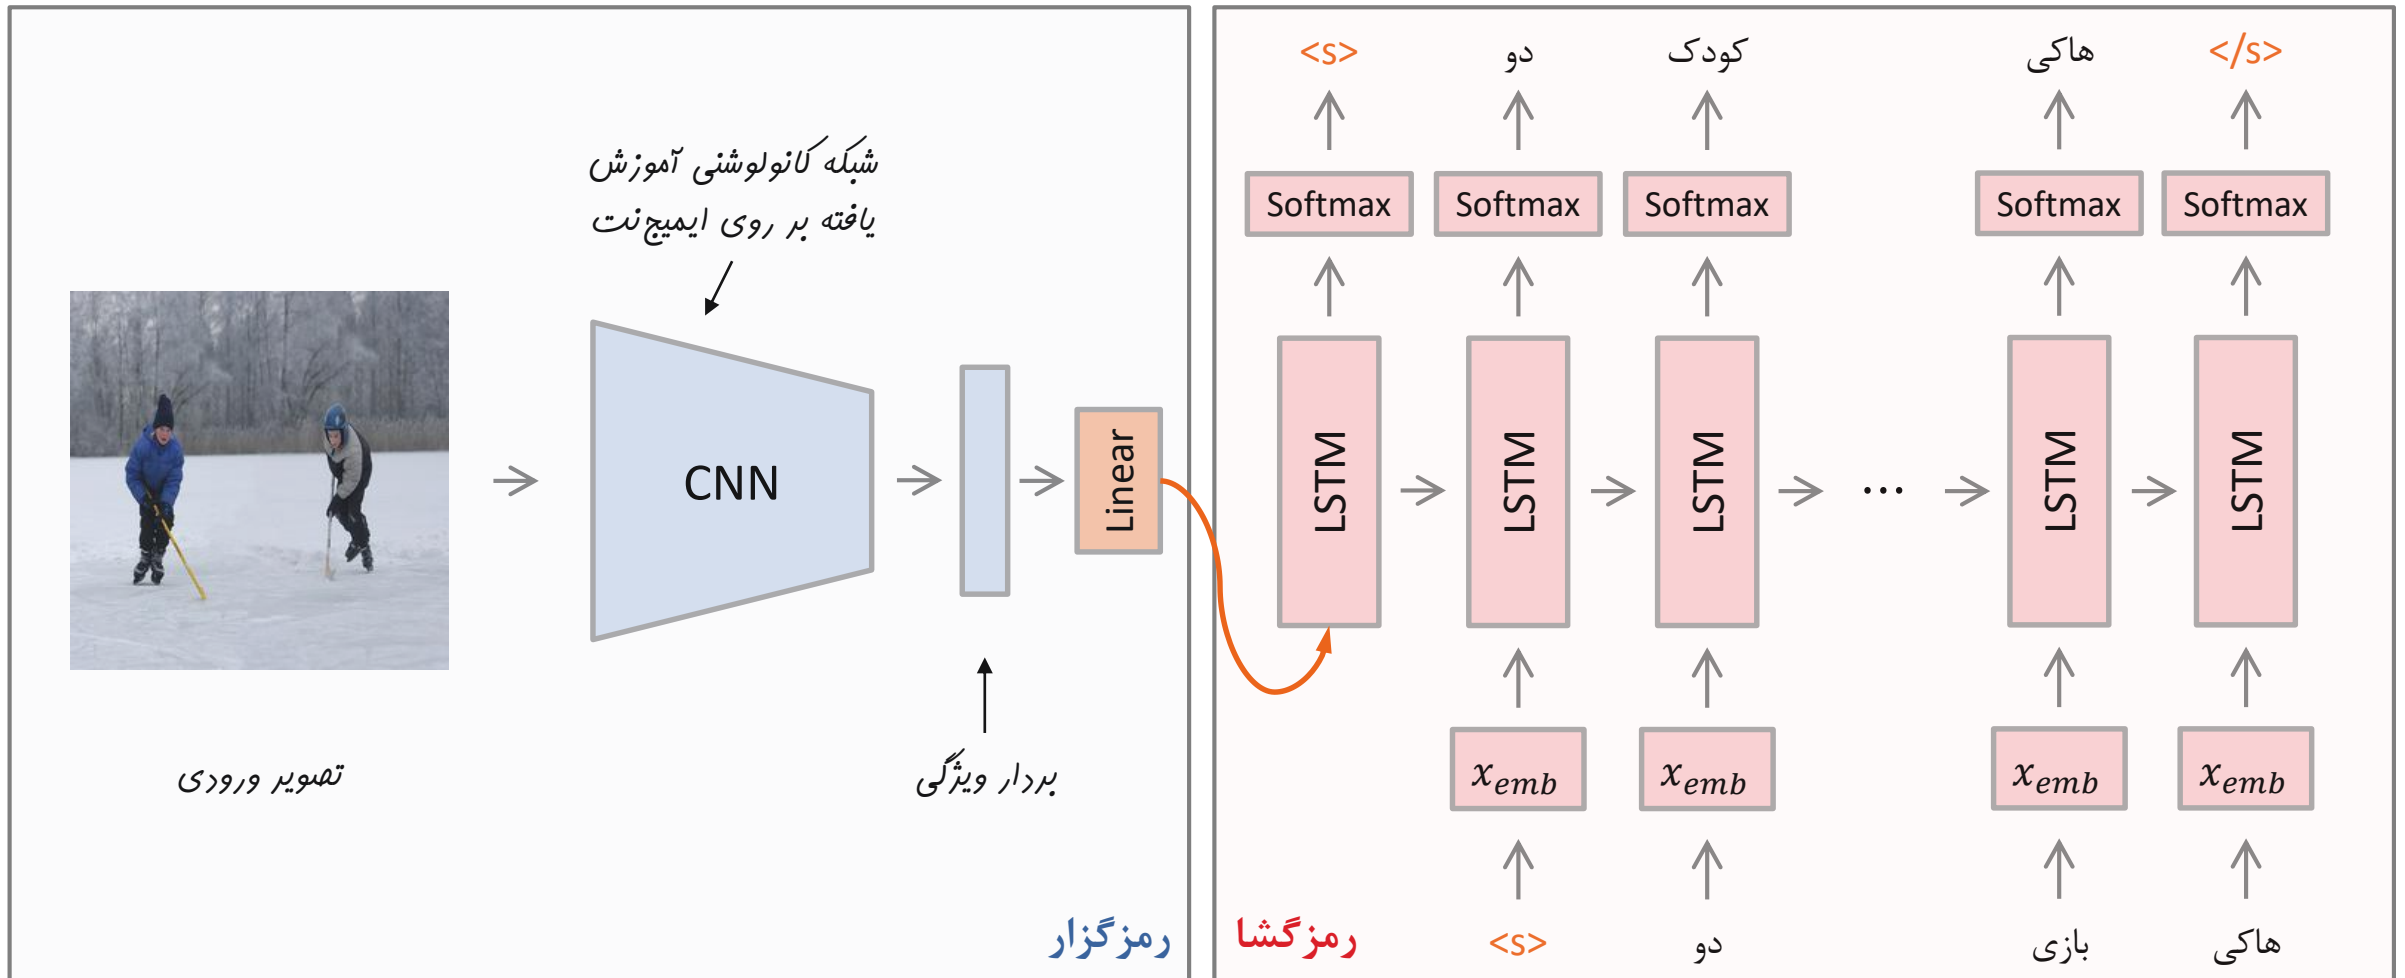 شبکه کانولوشنی آموزش
یافته بر روی ایمیج‌نت
CNN
Linear
تصویر ورودی
بردار ویژگی
رمزگزار
<s> دو کودک هاکی </s>
Softmax Softmax Softmax Softmax Softmax
LSTM LSTM LSTM ... LSTM LSTM
x_emb x_emb x_emb x_emb
<s> دو بازی هاکی
رمزگشا